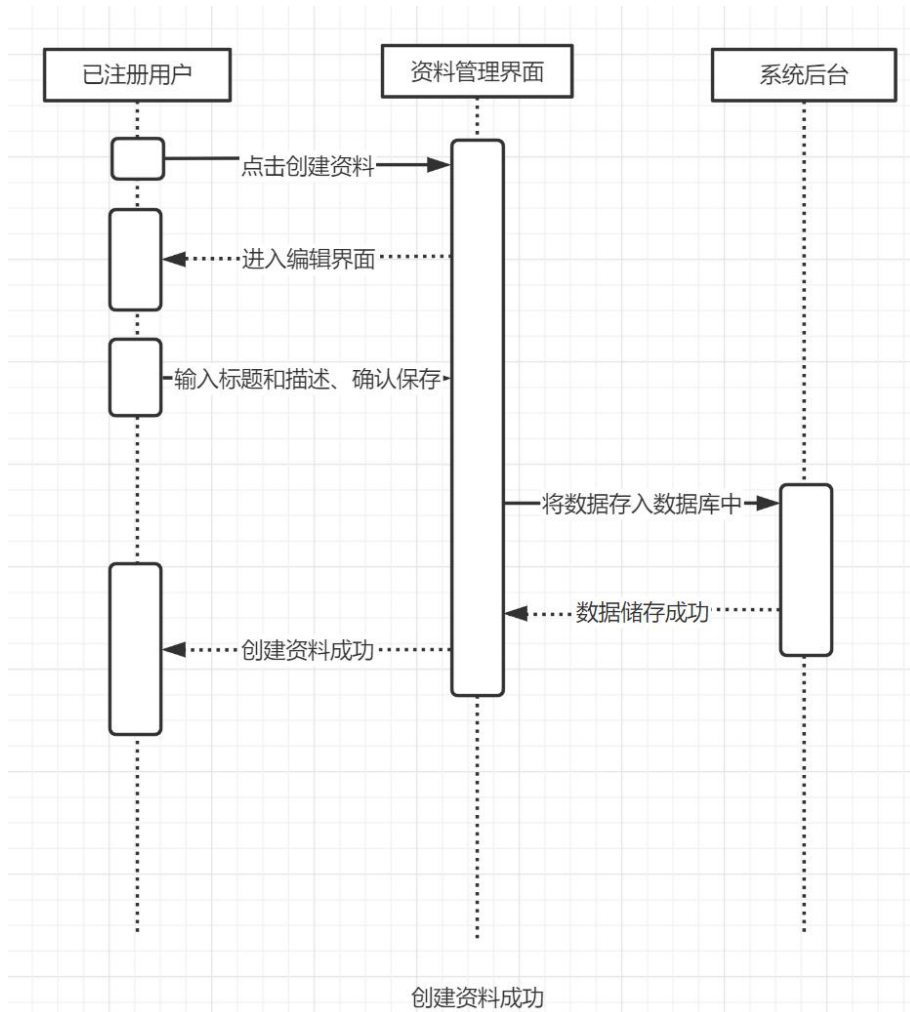 已注册用户
资料管理界面
系统后台
点击创建资料
进入编辑界面
输入标题和描述、确认保存
将数据存入数据库中
数据储存成功
创建资料成功
创建资料成功